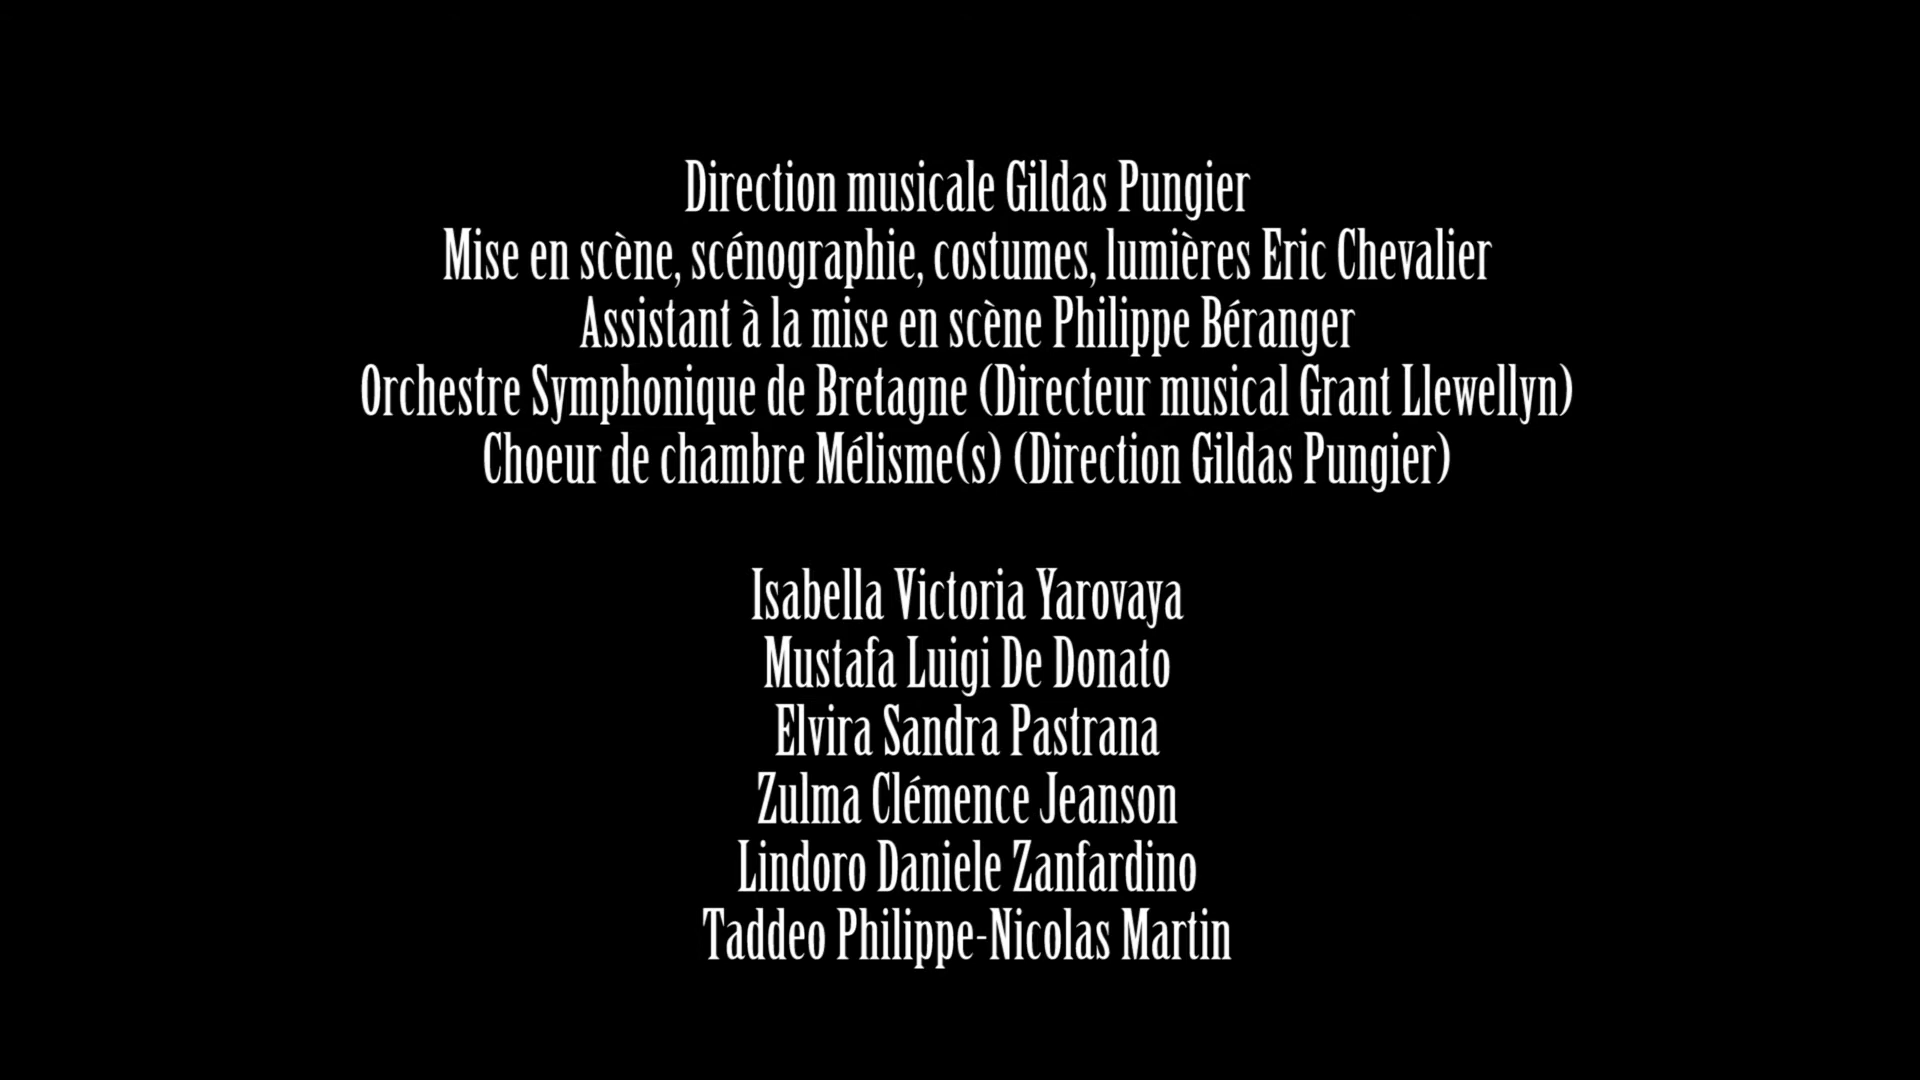 Direction musicale Gildas Pungier
Mise en scène, scénographie, costumes, lumières Eric Chevalier
Assistant à la mise en scène Philippe Béranger
Orchestre Symphonique de Bretagne (Directeur musical Grant Llewellyn)
Choeur de chambre Mélisme(s) (Direction Gildas Pungier)
Isabella Victoria Yarovaya
Mustafa Luigi De Donato
Elvira Sandra Pastrana
Zulma Clémence Jeanson
Lindoro Daniele Zanfardino
Taddeo Philippe-Nicolas Martin